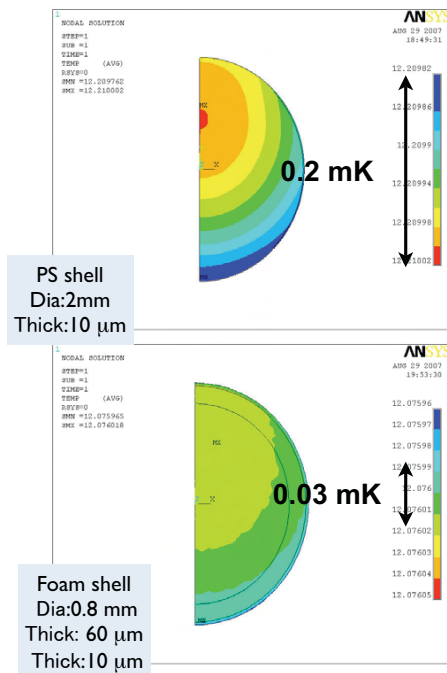 1
NODAL SOLUTION
STEP=1
SUB =1
TIME=1
TEMP (AVG)
RSYS=0
SMN =12.209762
SMX =12.210002
ANSYS
AUG 29 2007
18:49:31
12.20982
12.20986
12.2099
12.20994
12.20998
12.21002
MX
Z X
MN
0.2 mK
PS shell
Dia:2mm
Thick:10 μm
1
NODAL SOLUTION
STEP=1
SUB =1
TIME=1
TEMP (AVG)
RSYS=0
SMN =12.075965
SMX =12.076018
ANSYS
AUG 29 2007
19:53:30
12.07596
12.07597
12.07598
12.07599
12.076
12.07601
12.07602
12.07603
12.07604
12.07605
MX
Z X
MN
0.03 mK
Foam shell
Dia:0.8 mm
Thick: 60 μm
Thick:10 μm